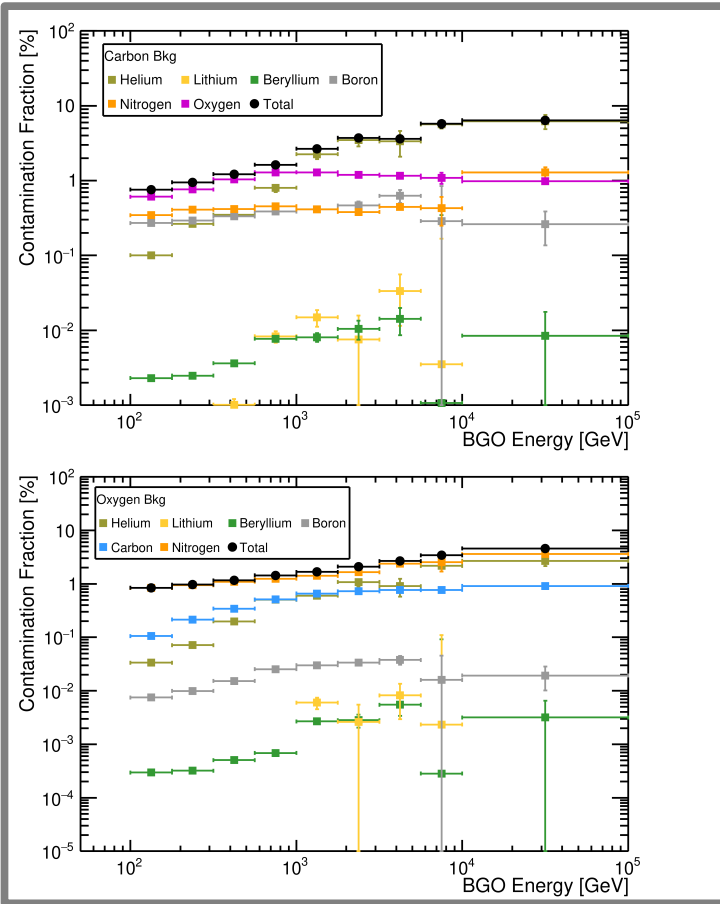 Contamination Fraction [%]
10²
Carbon Bkg
Helium Lithium Beryllium Boron
Nitrogen Oxygen Total
10
1
10⁻¹
10⁻²
10⁻³
10² 10³ 10⁴ 10⁵
BGO Energy [GeV]
Contamination Fraction [%]
10²
Oxygen Bkg
Helium Lithium Beryllium Boron
Carbon Nitrogen Total
10
1
10⁻¹
10⁻²
10⁻³
10⁻⁴
10⁻⁵
10² 10³ 10⁴ 10⁵
BGO Energy [GeV]